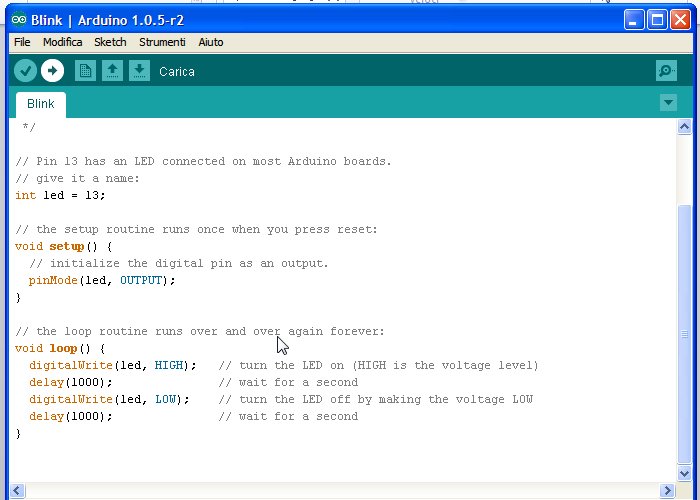 Blink | Arduino 1.0.5-r2
File Modifica Sketch Strumenti Aiuto
Carica
Blink
*/
// Pin 13 has an LED connected on most Arduino boards.
// give it a name:
int led = 13;
// the setup routine runs once when you press reset:
void setup() {
// initialize the digital pin as an output.
pinMode(led, OUTPUT);
}
// the loop routine runs over and over again forever:
void loop() {
digitalWrite(led, HIGH); // turn the LED on (HIGH is the voltage level)
delay(1000); // wait for a second
digitalWrite(led, LOW); // turn the LED off by making the voltage LOW
delay(1000); // wait for a second
}